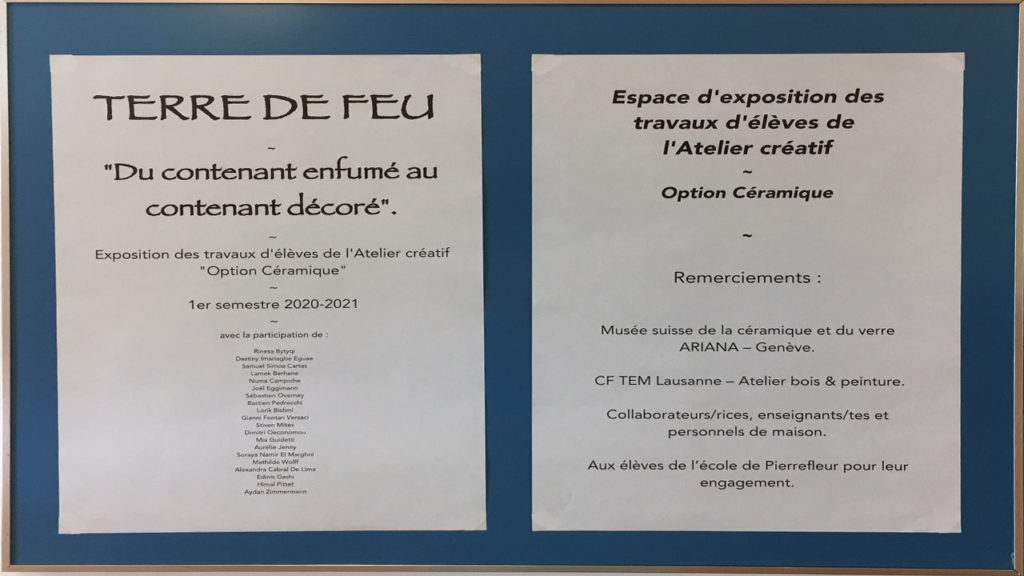 TERRE DE FEU
~
"Du contenant enfumé au
contenant décoré".
~
Exposition des travaux d'élèves de l'Atelier créatif
"Option Céramique"
~
1er semestre 2020-2021
~
avec la participation de :
Rinesa Bytyqi
Destiny Imariagbe Eguae
Samuel Simoa Cartas
Lamek Berhane
Numa Campiche
Joël Eggimann
Sébastien Overney
Bastien Pedrocchi
Lorik Bislimi
Gianni Fontan Versaci
Stiven Mitev
Dimitri Oeconomou
Mia Guidetti
Aurélie Jenny
Soraya Namir El Marghni
Mathilde Wolff
Alexandra Cabral De Lima
Edinis Gashi
Himal Pittet
Aydan Zimmermann
Espace d'exposition des
travaux d'élèves de
l'Atelier créatif
~
Option Céramique
~
Remerciements :
Musée suisse de la céramique et du verre
ARIANA – Genève.
CF TEM Lausanne – Atelier bois & peinture.
Collaborateurs/rices, enseignants/tes et
personnels de maison.
Aux élèves de l'école de Pierrefleur pour leur
engagement.